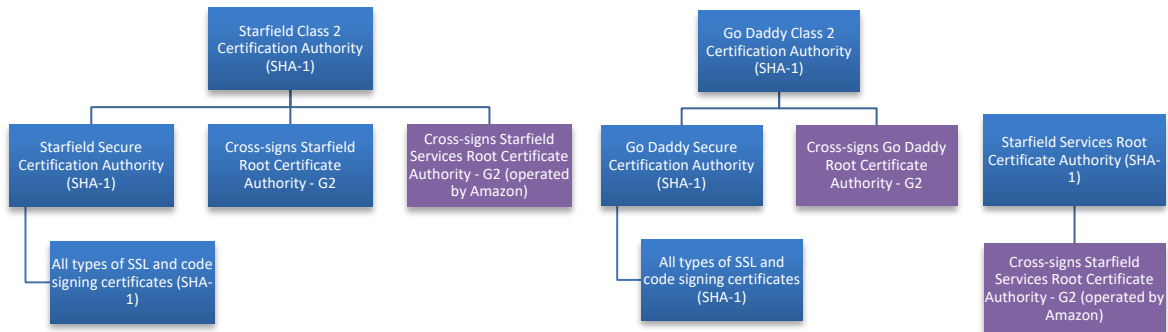 Starfield Class 2
Certification Authority
(SHA-1)
Go Daddy Class 2
Certification Authority
(SHA-1)
Starfield Secure
Certification Authority
(SHA-1)
Cross-signs Starfield
Root Certificate
Authority - G2
Cross-signs Starfield
Services Root Certificate
Authority - G2 (operated
by Amazon)
Go Daddy Secure
Certification Authority
(SHA-1)
Cross-signs Go Daddy
Root Certificate
Authority - G2
Starfield Services Root
Certificate Authority (SHA-
1)
All types of SSL and code
signing certificates (SHA-
1)
All types of SSL and
code signing certificates
(SHA-1)
Cross-signs Starfield
Services Root Certificate
Authority - G2 (operated by
Amazon)